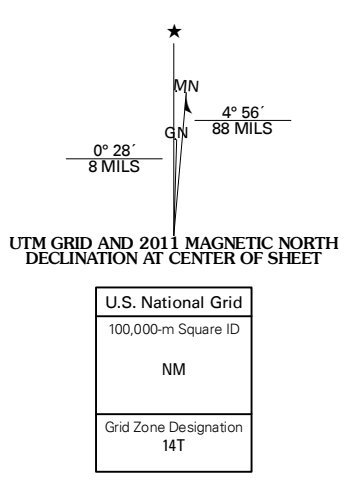 ★
MN
GN
4° 56´
88 MILS
0° 28´
8 MILS
UTM GRID AND 2011 MAGNETIC NORTH
DECLINATION AT CENTER OF SHEET
U.S. National Grid
100,000-m Square ID
NM
Grid Zone Designation
14T